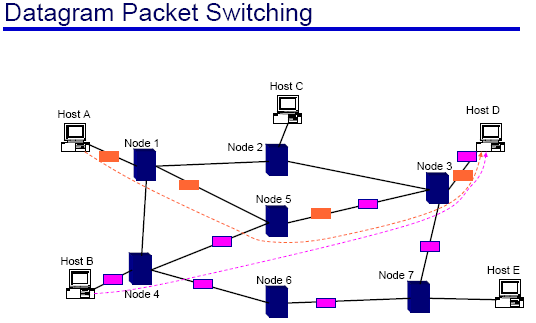 Datagram Packet Switching
Host C
Host A
Host D
Node 1
Node 2
Node 3
Node 5
Host B
Node 4
Node 6
Node 7
Host E